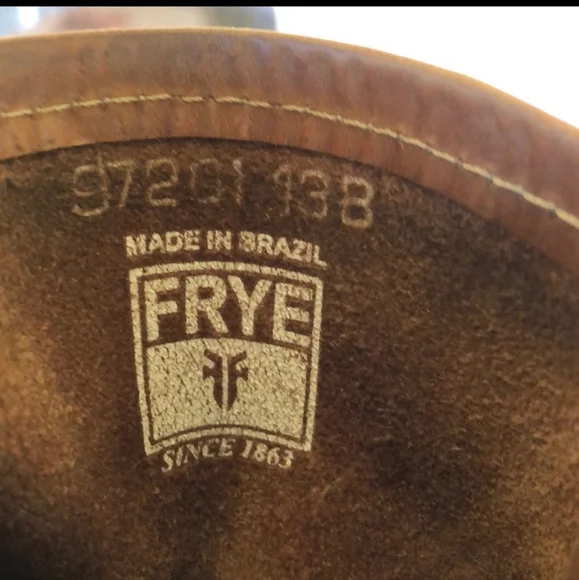 97201 13B
MADE IN BRAZIL
FRYE
SINCE 1863